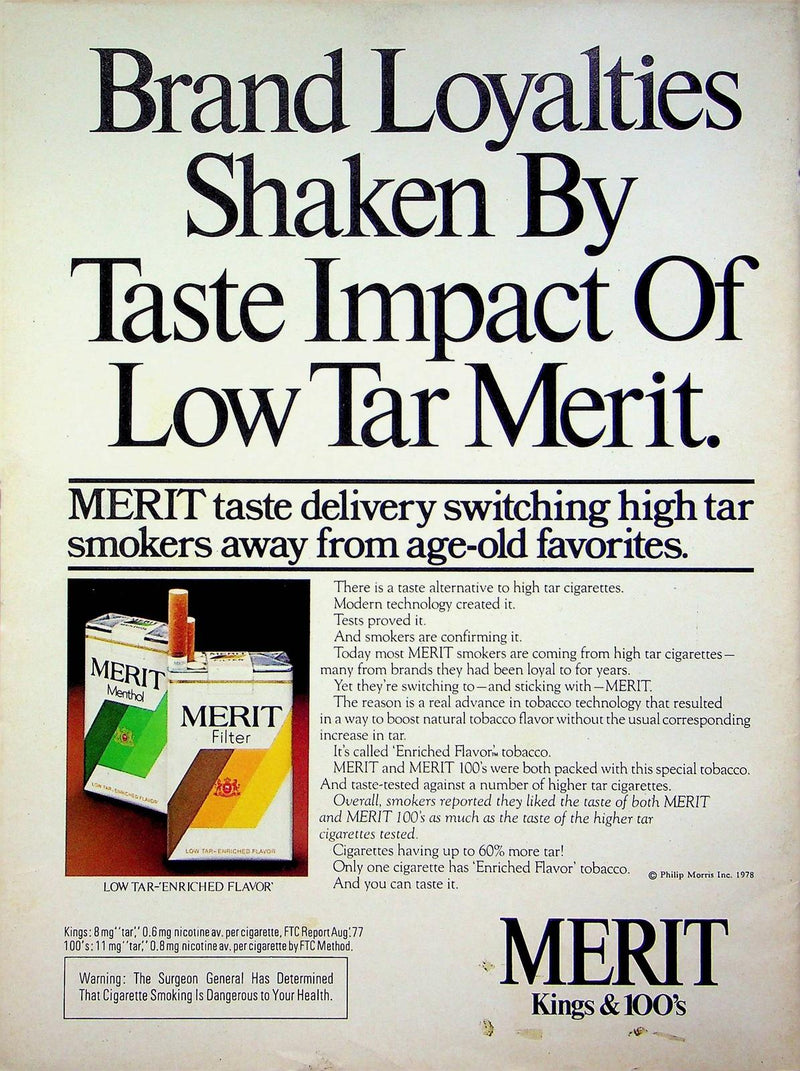 Brand Loyalties
Shaken By
Taste Impact Of
Low Tar Merit.
MERIT taste delivery switching high tar
smokers away from age-old favorites.
MERIT
Menthol
LOW TAR-ENRICHED FLAVOR
MERIT
Filter
LOW TAR-ENRICHED FLAVOR
LOW TAR-'ENRICHED FLAVOR'
There is a taste alternative to high tar cigarettes.
Modern technology created it.
Tests proved it.
And smokers are confirming it.
Today most MERIT smokers are coming from high tar cigarettes—
many from brands they had been loyal to for years.
Yet they're switching to—and sticking with—MERIT.
The reason is a real advance in tobacco technology that resulted
in a way to boost natural tobacco flavor without the usual corresponding
increase in tar.
It's called 'Enriched Flavor'™ tobacco.
MERIT and MERIT 100's were both packed with this special tobacco.
And taste-tested against a number of higher tar cigarettes.
Overall, smokers reported they liked the taste of both MERIT
and MERIT 100's as much as the taste of the higher tar
cigarettes tested.
Cigarettes having up to 60% more tar!
Only one cigarette has 'Enriched Flavor' tobacco.
And you can taste it.
© Philip Morris Inc. 1978
Kings: 8 mg "tar," 0.6 mg nicotine av. per cigarette, FTC Report Aug.'77
100's: 11 mg "tar," 0.8 mg nicotine av. per cigarette by FTC Method.
Warning: The Surgeon General Has Determined
That Cigarette Smoking Is Dangerous to Your Health.
MERIT
Kings & 100's